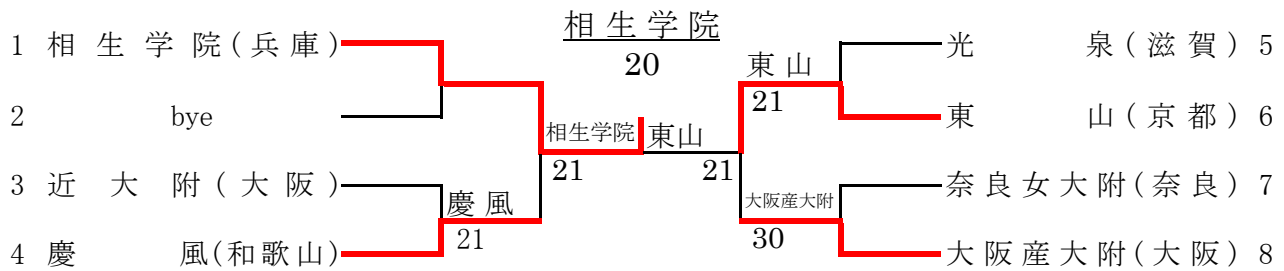 相生学院
20
1 相生学院(兵庫)
2 bye
3 近大附(大阪)
4 慶風(和歌山)
慶風
21
相生学院
21
東山
21
東山
21
大阪産大附
30
光泉(滋賀) 5
東山(京都) 6
奈良女大附(奈良) 7
大阪産大附(大阪) 8